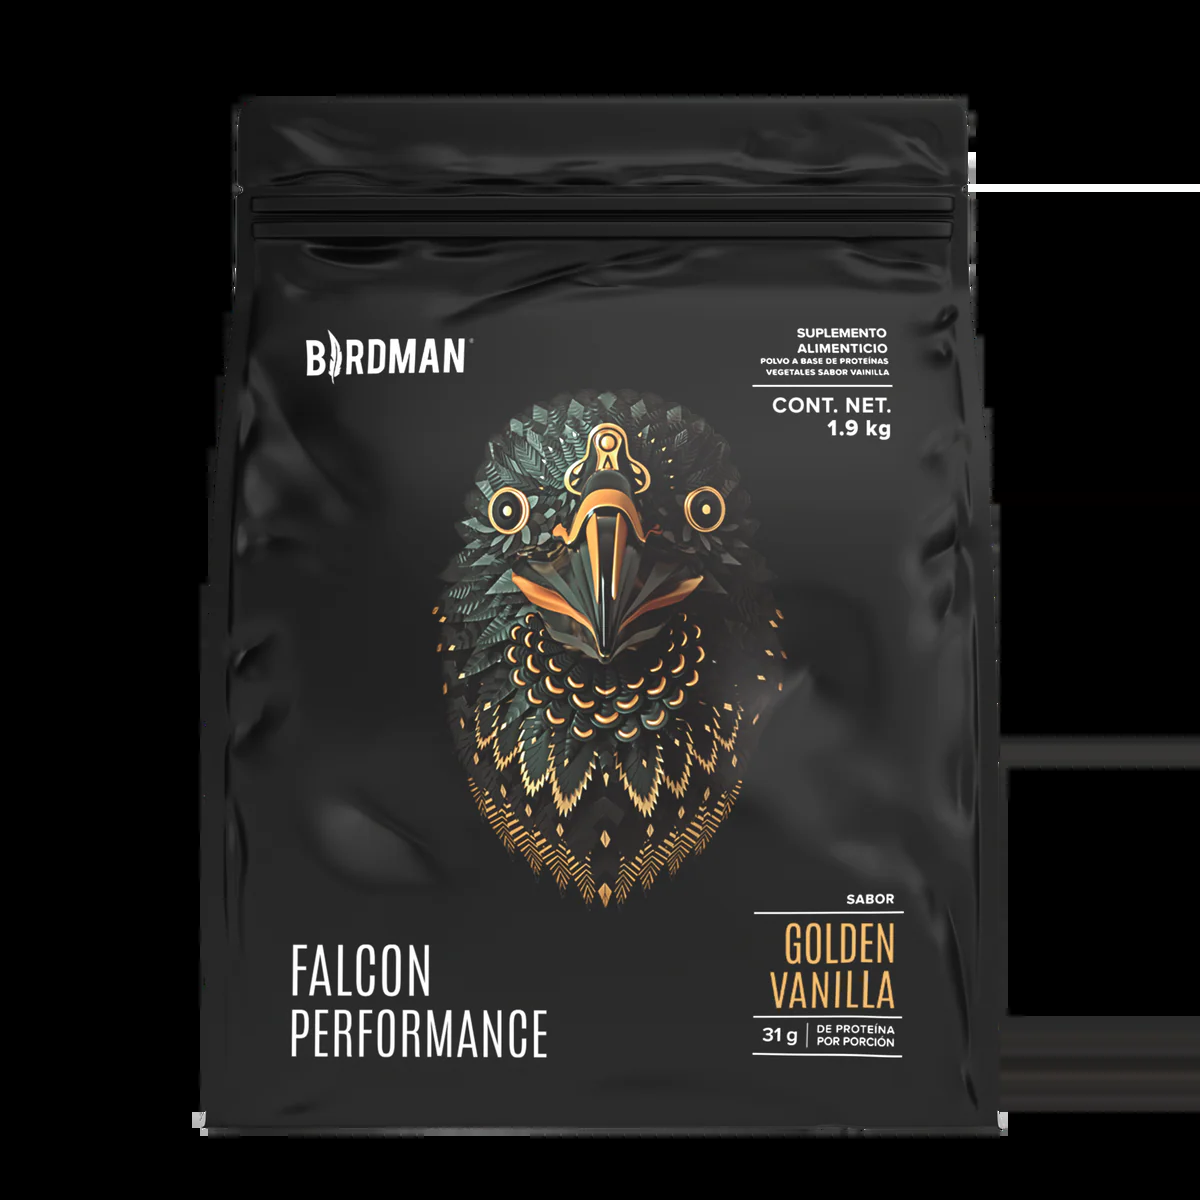 BIRDMAN
SUPLEMENTO
ALIMENTICIO
POLVO A BASE DE PROTEÍNAS
VEGETALES SABOR VAINILLA
CONT. NET.
1.9 kg
FALCON
PERFORMANCE
SABOR
GOLDEN
VANILLA
31 g | DE PROTEÍNA
POR PORCIÓN